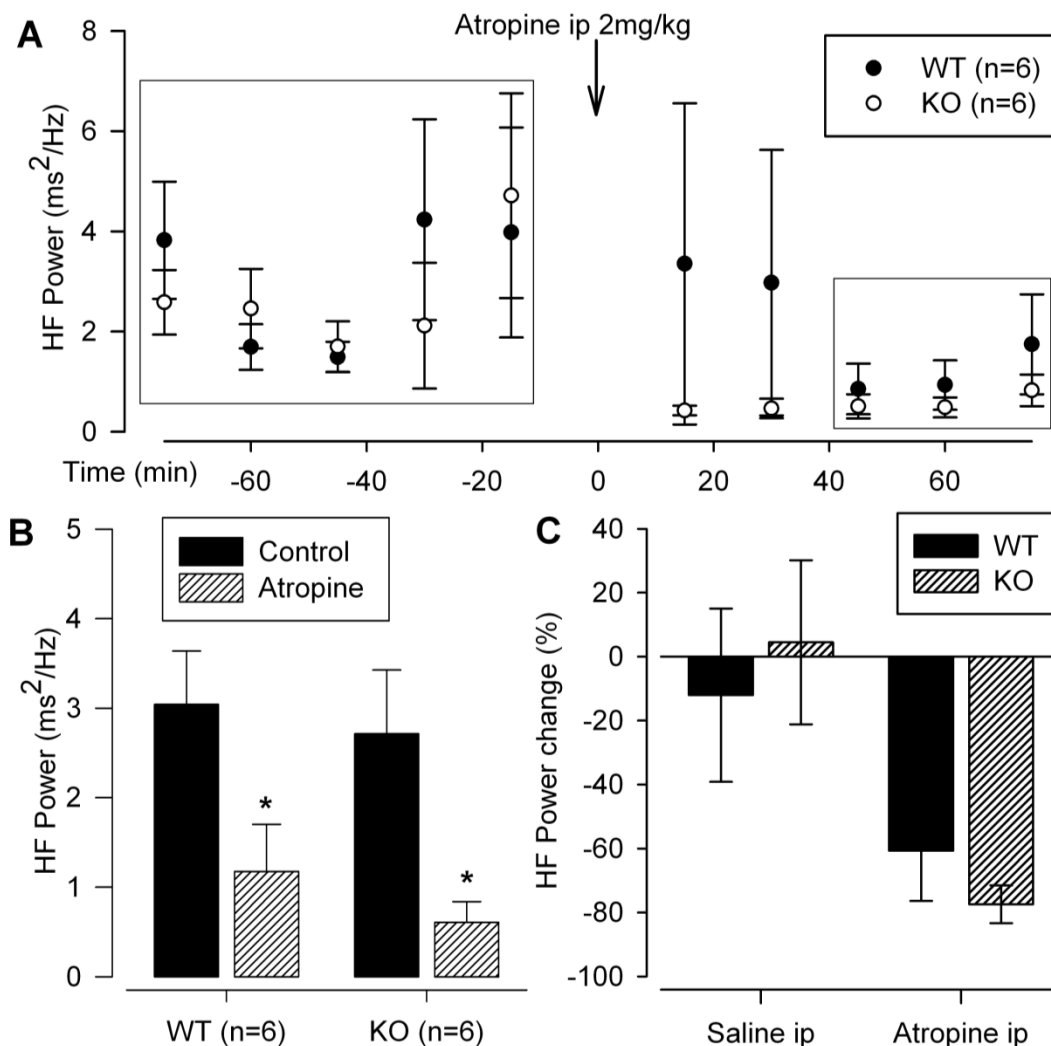 A
Atropine ip 2mg/kg
WT (n=6)
KO (n=6)
HF Power (ms²/Hz)
8
6
4
2
0
Time (min)
-60
-40
-20
0
20
40
60
B
Control
Atropine
HF Power (ms²/Hz)
5
4
3
2
1
0
*
*
WT (n=6)
KO (n=6)
C
WT
KO
HF Power change (%)
40
20
0
-20
-40
-60
-80
-100
Saline ip
Atropine ip